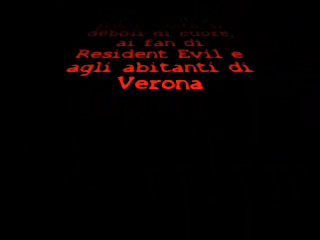 deboli di cuore,
ai fan di
Resident Evil e
agli abitanti di
Verona